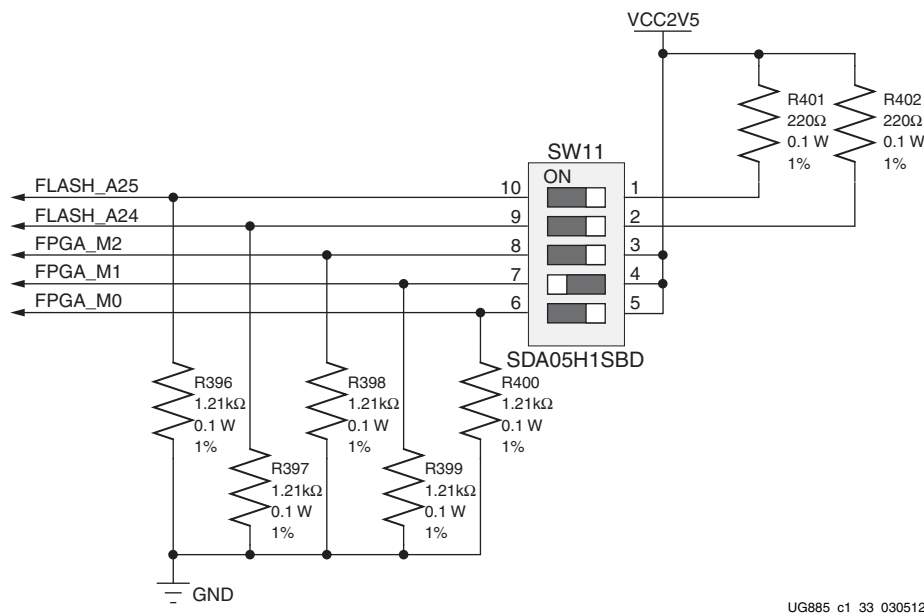 VCC2V5
R401
220Ω
0.1 W
1%
R402
220Ω
0.1 W
1%
SW11
ON
FLASH_A25
10
1
FLASH_A24
9
2
FPGA_M2
8
3
FPGA_M1
7
4
FPGA_M0
6
5
SDA05H1SBD
R396
1.21kΩ
0.1 W
1%
R398
1.21kΩ
0.1 W
1%
R400
1.21kΩ
0.1 W
1%
R397
1.21kΩ
0.1 W
1%
R399
1.21kΩ
0.1 W
1%
GND
UG885_c1_33_030512